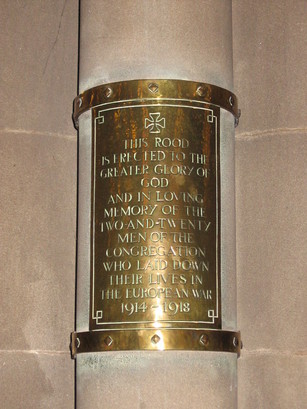 THIS ROOD
IS ERECTED TO THE
GREATER GLORY OF
GOD
AND IN LOVING
MEMORY OF THE
TWO-AND-TWENTY
MEN OF THE
CONGREGATION
WHO LAID DOWN
THEIR LIVES IN
THE EUROPEAN WAR
1914-1918